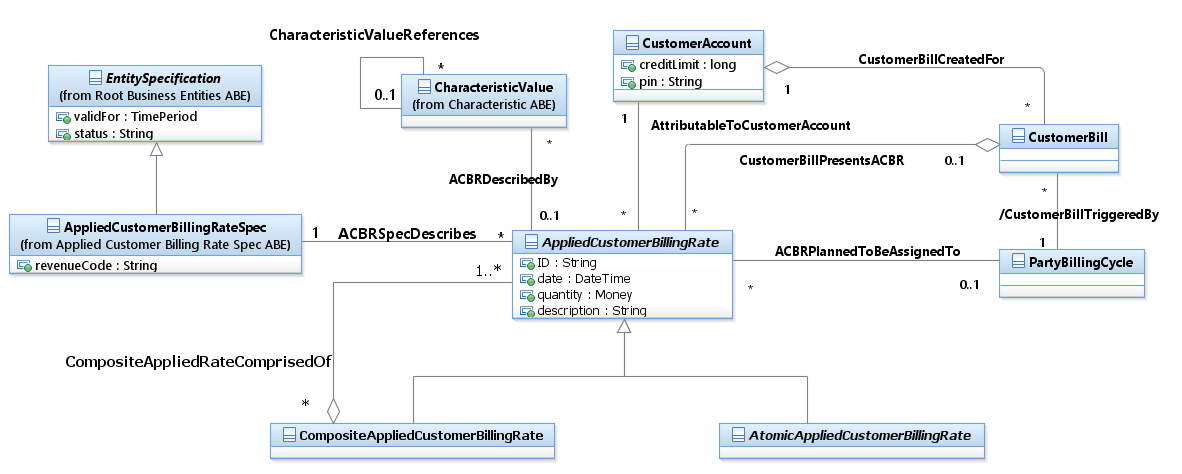 CharacteristicValueReferences
*
0..1
CharacteristicValue
(from Characteristic ABE)
*
ACBRDescribedBy
0..1
EntitySpecification
(from Root Business Entities ABE)
validFor : TimePeriod
status : String
CustomerAccount
creditLimit : long
pin : String
1
CustomerBillCreatedFor
*
1
AttributableToCustomerAccount
*
CustomerBill
0..1
CustomerBillPresentsACBR
*
*
/CustomerBillTriggeredBy
1
AppliedCustomerBillingRateSpec
(from Applied Customer Billing Rate Spec ABE)
revenueCode : String
1
ACBRSpecDescribes
*
AppliedCustomerBillingRate
ID : String
date : DateTime
quantity : Money
description : String
ACBRPlannedToBeAssignedTo
*
0..1
PartyBillingCycle
1..*
CompositeAppliedRateComprisedOf
*
CompositeAppliedCustomerBillingRate
AtomicAppliedCustomerBillingRate